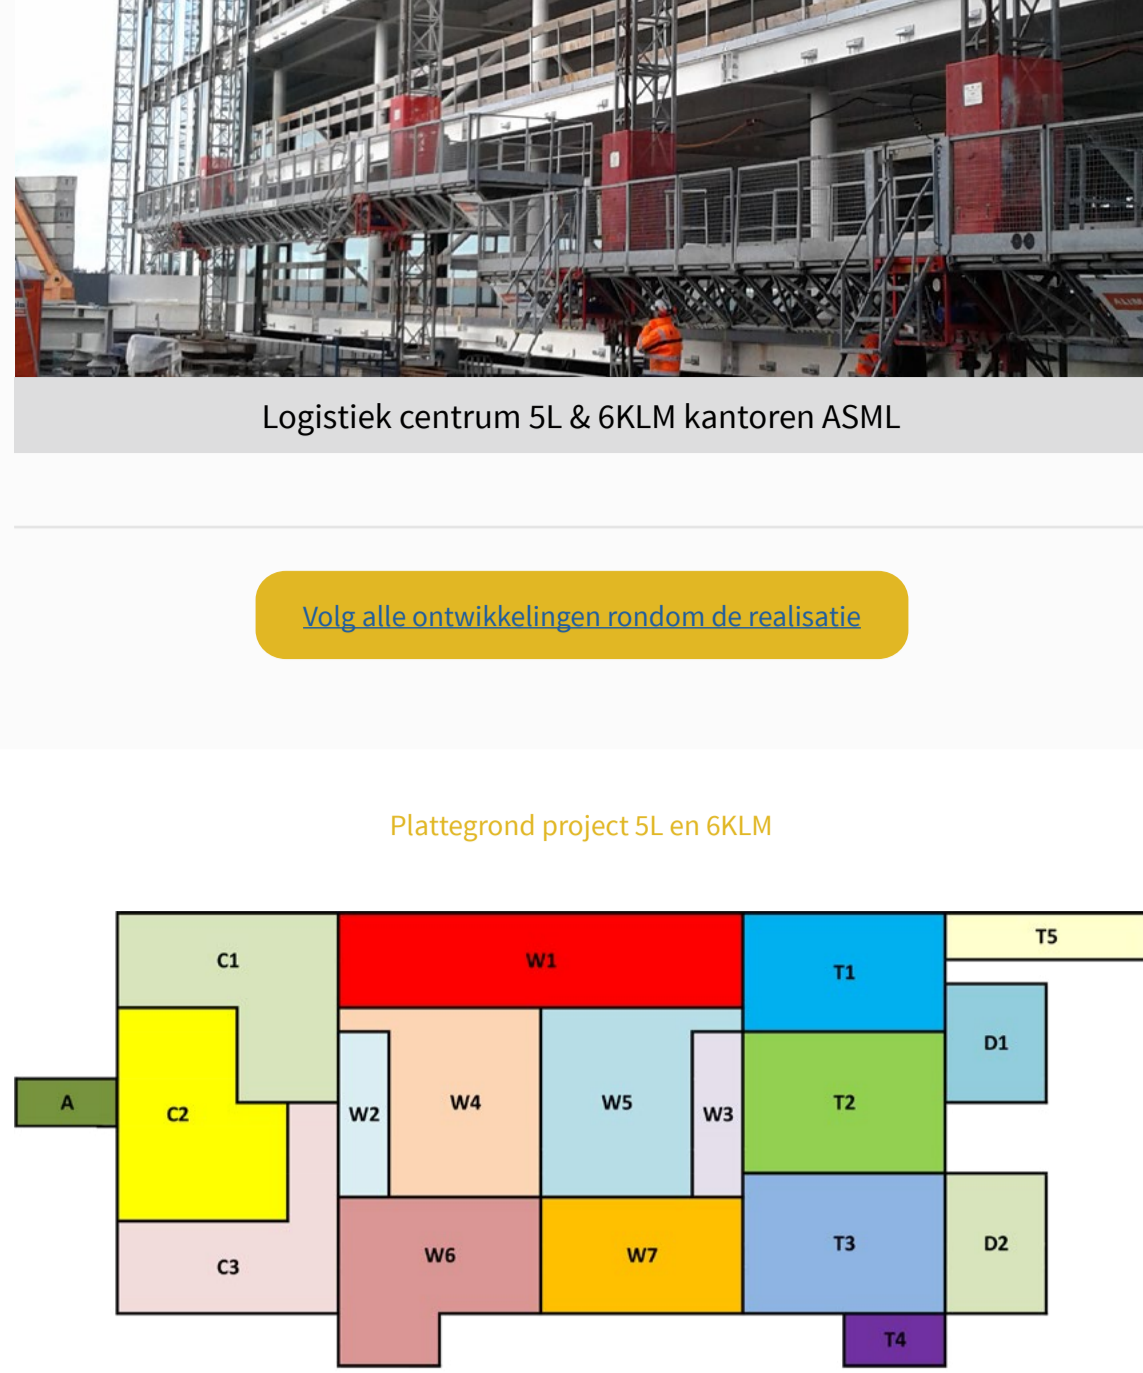 ALIM
Logistiek centrum 5L & 6KLM kantoren ASML
Volg alle ontwikkelingen rondom de realisatie
Plattegrond project 5L en 6KLM
C1
W1
T1
T5
D1
A
C2
W2
W4
W5
W3
T2
C3
W6
W7
T3
D2
T4